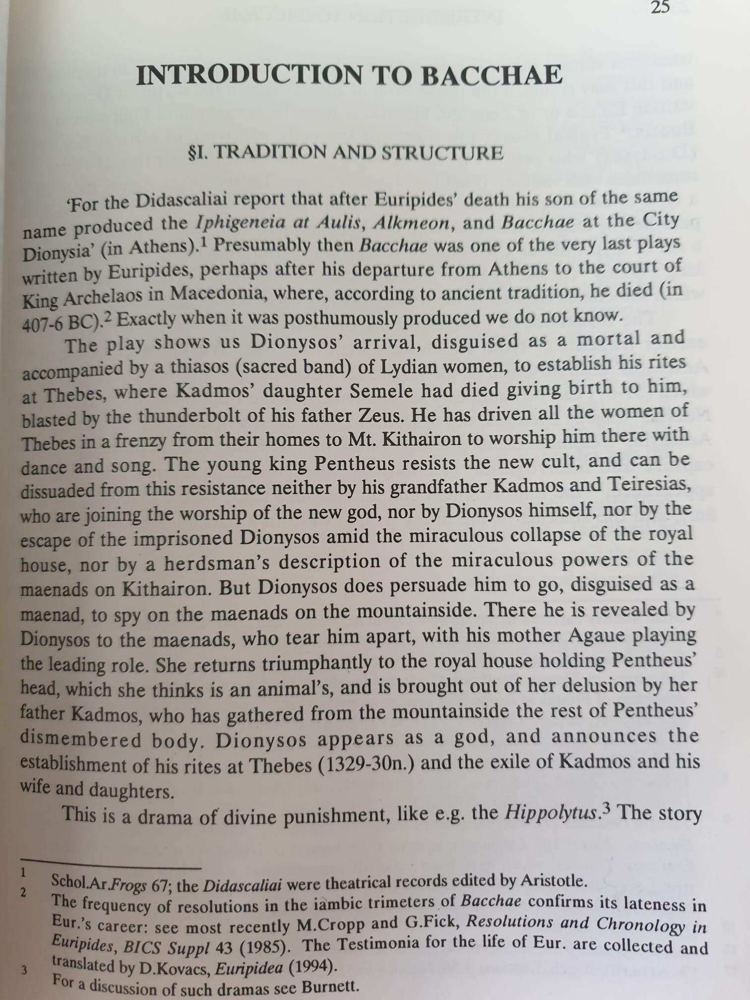 25
INTRODUCTION TO BACCHAE
§I. TRADITION AND STRUCTURE
‘For the Didascaliai report that after Euripides’ death his son of the same
name produced the Iphigeneia at Aulis, Alkmeon, and Bacchae at the City
Dionysia’ (in Athens).1 Presumably then Bacchae was one of the very last plays
written by Euripides, perhaps after his departure from Athens to the court of
King Archelaos in Macedonia, where, according to ancient tradition, he died (in
407-6 BC).2 Exactly when it was posthumously produced we do not know.
The play shows us Dionysos’ arrival, disguised as a mortal and
accompanied by a thiasos (sacred band) of Lydian women, to establish his rites
at Thebes, where Kadmos’ daughter Semele had died giving birth to him,
blasted by the thunderbolt of his father Zeus. He has driven all the women of
Thebes in a frenzy from their homes to Mt. Kithairon to worship him there with
dance and song. The young king Pentheus resists the new cult, and can be
dissuaded from this resistance neither by his grandfather Kadmos and Teiresias,
who are joining the worship of the new god, nor by Dionysos himself, nor by the
escape of the imprisoned Dionysos amid the miraculous collapse of the royal
house, nor by a herdsman’s description of the miraculous powers of the
maenads on Kithairon. But Dionysos does persuade him to go, disguised as a
maenad, to spy on the maenads on the mountainside. There he is revealed by
Dionysos to the maenads, who tear him apart, with his mother Agaue playing
the leading role. She returns triumphantly to the royal house holding Pentheus’
head, which she thinks is an animal’s, and is brought out of her delusion by her
father Kadmos, who has gathered from the mountainside the rest of Pentheus’
dismembered body. Dionysos appears as a god, and announces the
establishment of his rites at Thebes (1329-30n.) and the exile of Kadmos and his
wife and daughters.
This is a drama of divine punishment, like e.g. the Hippolytus.3 The story
1 Schol.Ar.Frogs 67; the Didascaliai were theatrical records edited by Aristotle.
2 The frequency of resolutions in the iambic trimeters of Bacchae confirms its lateness in
Eur.’s career: see most recently M.Cropp and G.Fick, Resolutions and Chronology in
Euripides, BICS Suppl 43 (1985). The Testimonia for the life of Eur. are collected and
translated by D.Kovacs, Euripidea (1994).
3 For a discussion of such dramas see Burnett.